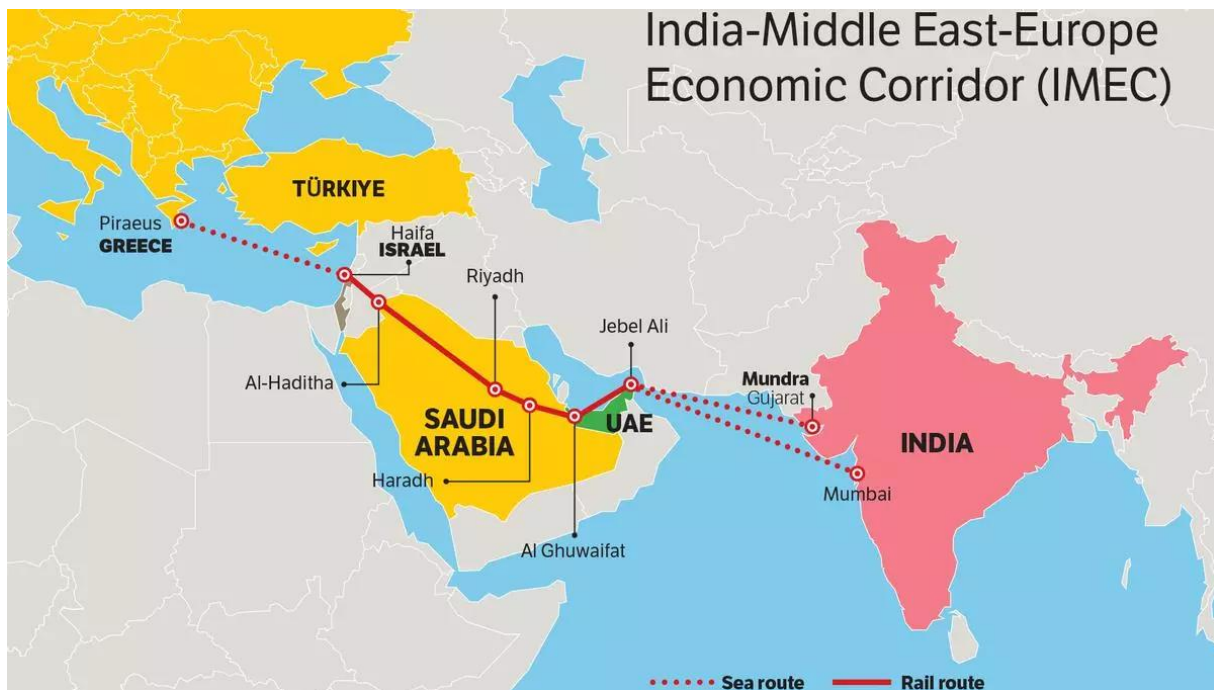 India-Middle East-Europe
Economic Corridor (IMEC)
TÜRKIYE
Piraeus
GREECE
Haifa
ISRAEL
Riyadh
Jebel Ali
Al-Haditha
Mundra
Gujarat
SAUDI
ARABIA
UAE
INDIA
Haradh
Mumbai
Al Ghuwaifat
Sea route
Rail route